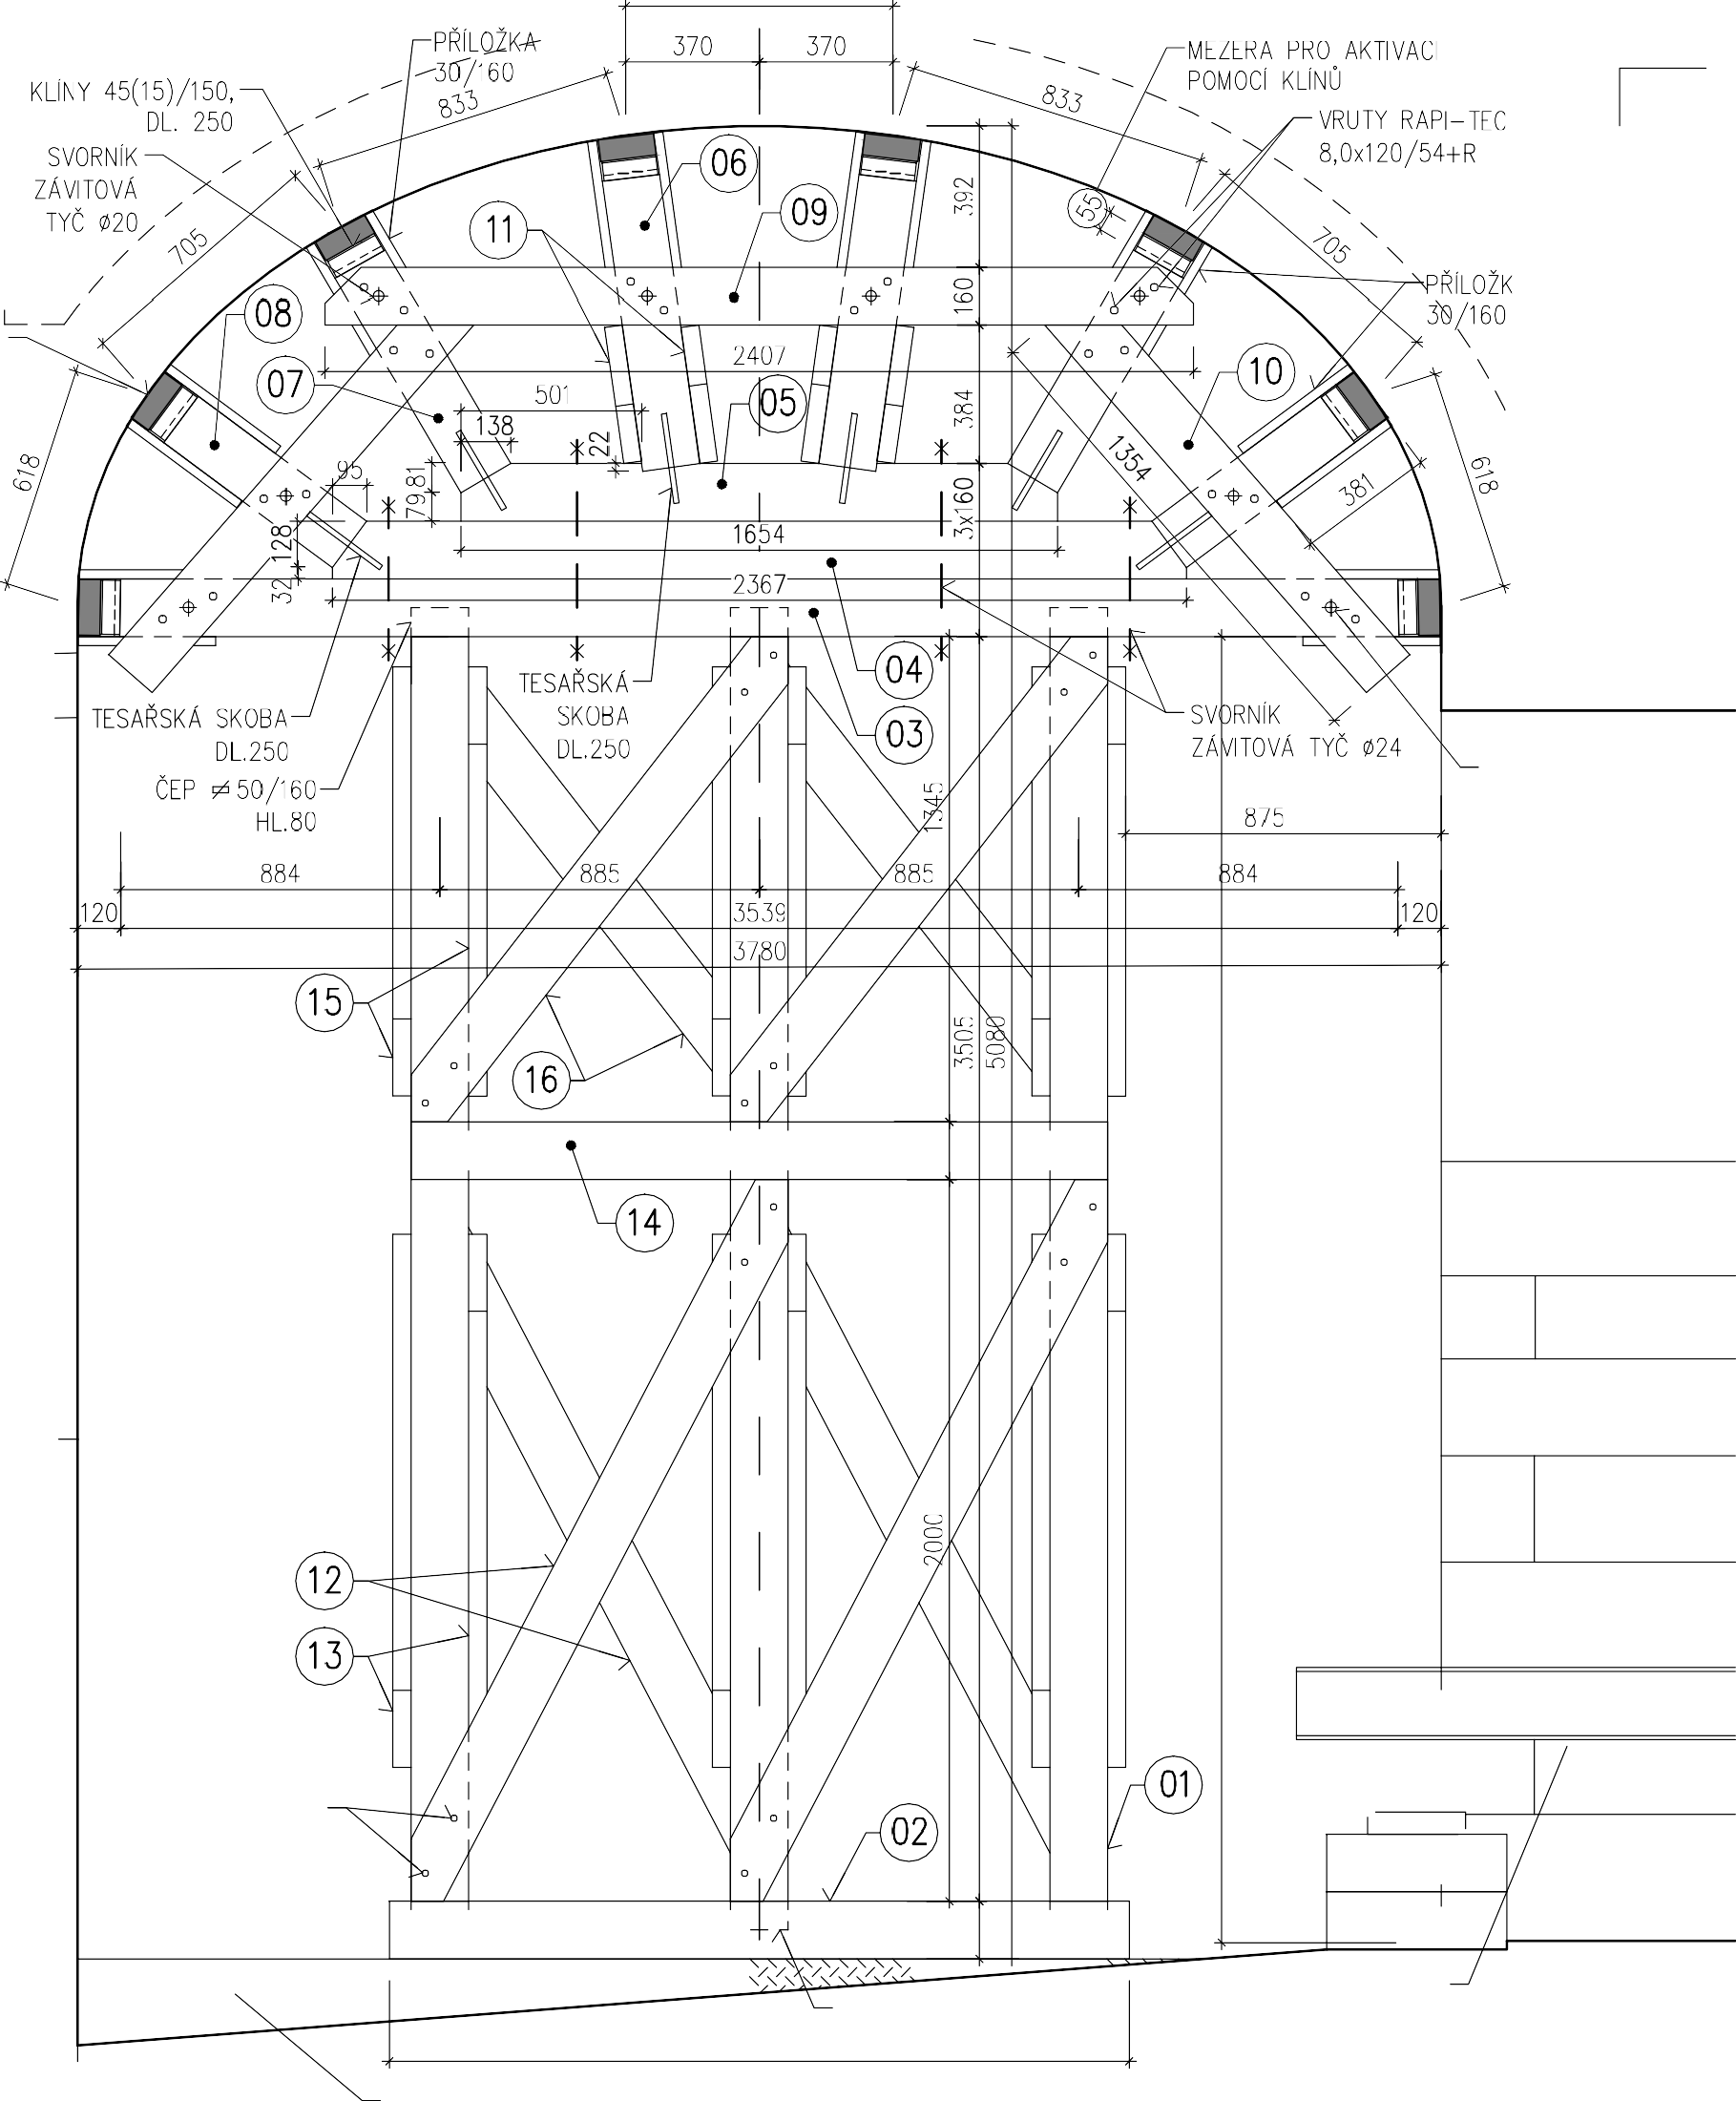 370
370
PŘÍLOŽKA
30/160
MEZERA PRO AKTIVACI
POMOCÍ KLÍNŮ
KLÍNY 45(15)/150,
DL. 250
833
833
VRUTY RAPI-TEC
8,0x120/54+R
SVORNÍK
ZÁVITOVÁ
TYČ ø20
06
09
11
392
55
705
705
PŘÍLOŽK
30/160
08
160
07
2407
10
501
05
384
138
22
1354
618
95
79,81
381
618
3x160
128
1654
32
2367
04
TESAŘSKÁ
SKOBA
DL.250
03
TESAŘSKÁ SKOBA
DL.250
SVORNÍK
ZÁVITOVÁ TYČ ø24
ČEP 50/160
HL.80
1345
875
884
885
885
884
120
3539
120
3780
15
3505
5080
16
14
2000
12
13
01
02